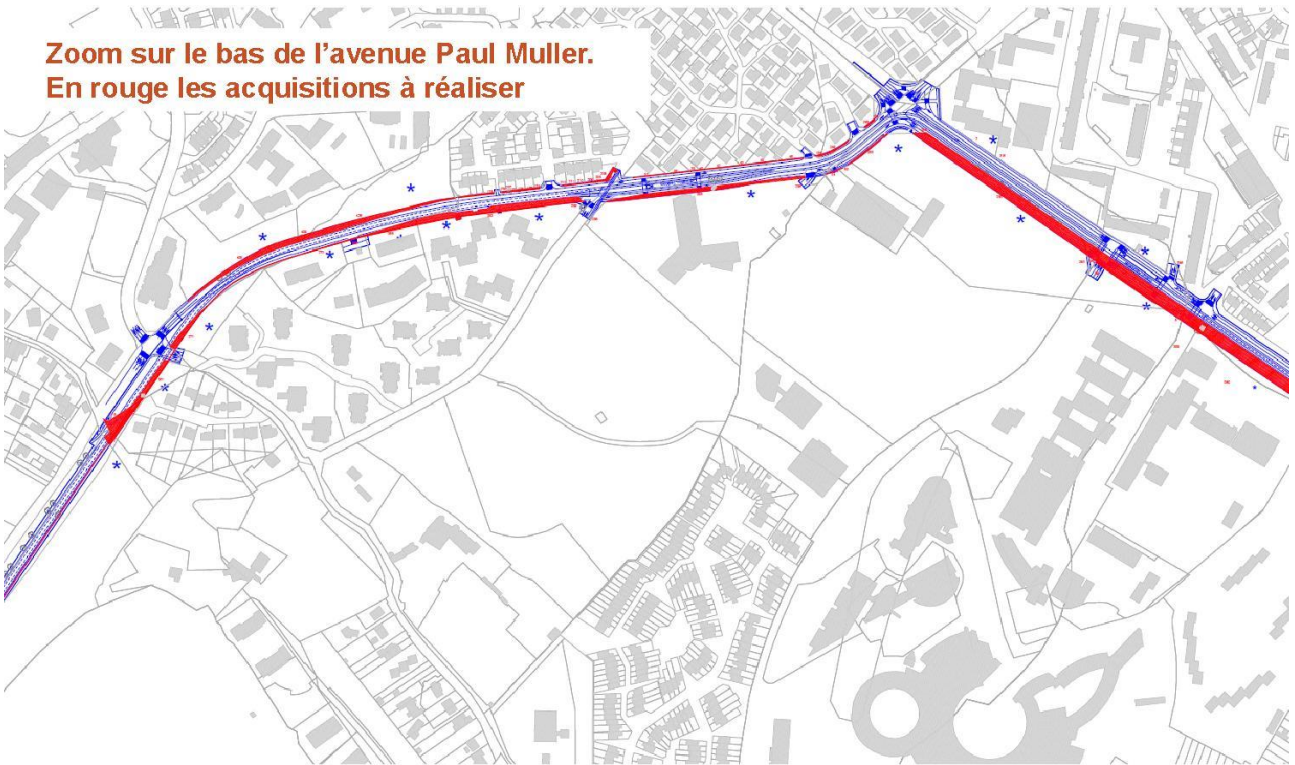 Zoom sur le bas de l'avenue Paul Muller.
En rouge les acquisitions à réaliser